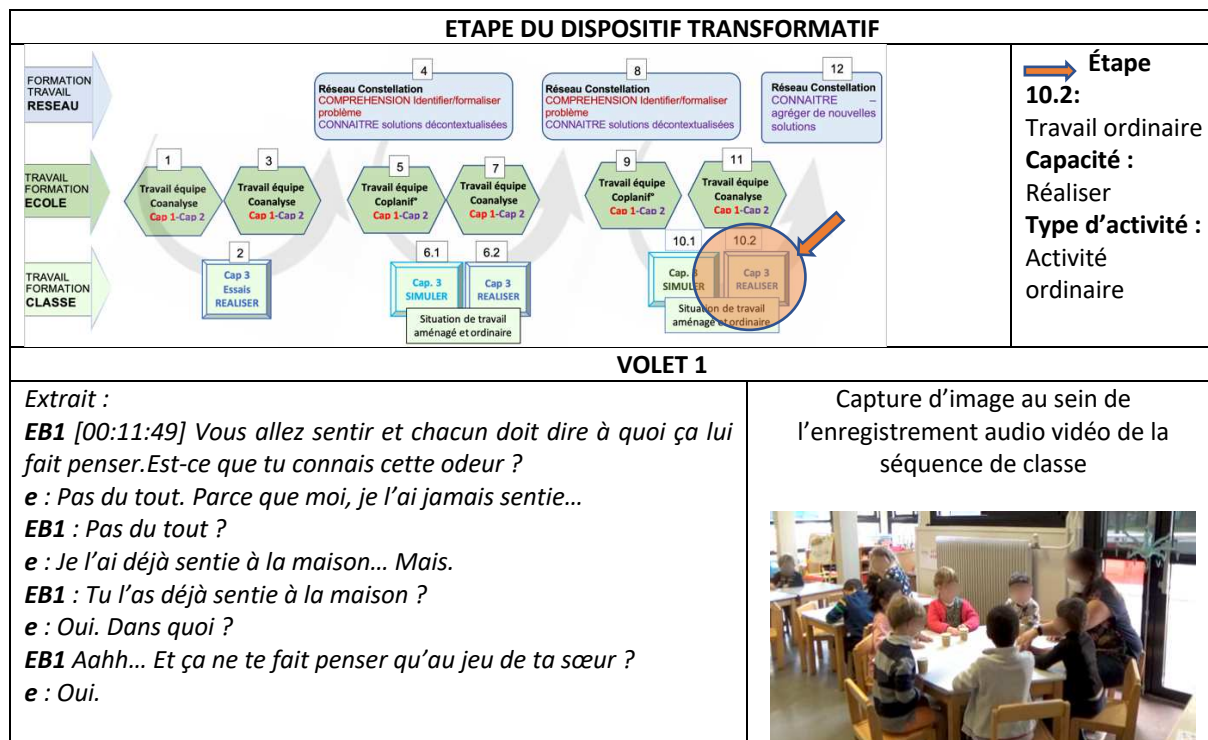 ETAPE DU DISPOSITIF TRANSFORMATIF
FORMATION
TRAVAIL
RESEAU
4
Réseau Constellation
COMPREHENSION Identifier/formaliser
problème
CONNAITRE solutions décontextualisées
8
Réseau Constellation
COMPREHENSION Identifier/formaliser
problème
CONNAITRE solutions décontextualisées
12
Réseau Constellation
CONNAITRE –
agréger de nouvelles
solutions
TRAVAIL
FORMATION
ECOLE
1
Travail équipe
Coanalyse
Cap 1-Cap 2
3
Travail équipe
Coanalyse
Cap 1-Cap 2
5
Travail équipe
Coplanif°
Cap 1-Cap 2
7
Travail équipe
Coanalyse
Cap 1-Cap 2
9
Travail équipe
Coplanif°
Cap 1-Cap 2
11
Travail équipe
Coanalyse
Cap 1-Cap 2
TRAVAIL
FORMATION
CLASSE
2
Cap 3
Essais
REALISER
6.1
Cap. 3
SIMULER
6.2
Cap 3
REALISER
Situation de travail
aménagé et ordinaire
10.1
Cap. 3
SIMULER
10.2
Cap 3
REALISER
Situation de travail
aménagé et ordinaire
Étape
10.2:
Travail ordinaire
Capacité :
Réaliser
Type d’activité :
Activité
ordinaire
VOLET 1
Extrait :
EB1 [00:11:49] Vous allez sentir et chacun doit dire à quoi ça lui
fait penser.Est-ce que tu connais cette odeur ?
e : Pas du tout. Parce que moi, je l’ai jamais sentie…
EB1 : Pas du tout ?
e : Je l’ai déjà sentie à la maison… Mais.
EB1 : Tu l’as déjà sentie à la maison ?
e : Oui. Dans quoi ?
EB1 Aahh… Et ça ne te fait penser qu’au jeu de ta sœur ?
e : Oui.
Capture d’image au sein de
l’enregistrement audio vidéo de la
séquence de classe